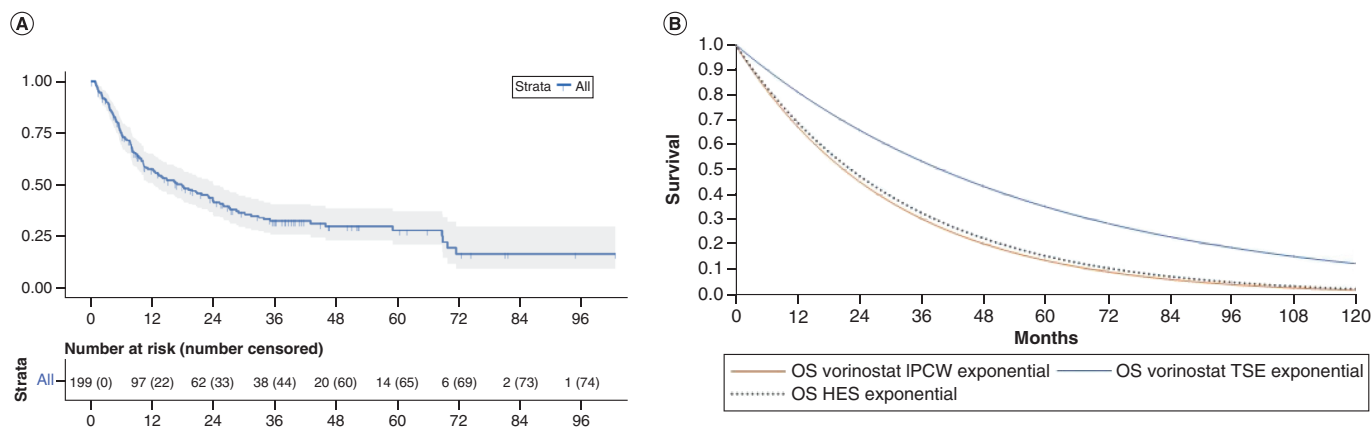 A
1.00
0.75
0.50
0.25
0.00
Strata All
0 12 24 36 48 60 72 84 96
Number at risk (number censored)
Strata
All 199 (0) 97 (22) 62 (33) 38 (44) 20 (60) 14 (65) 6 (69) 2 (73) 1 (74)
0 12 24 36 48 60 72 84 96
B
Survival
1.0
0.9
0.8
0.7
0.6
0.5
0.4
0.3
0.2
0.1
0.0
0 12 24 36 48 60 72 84 96 108 120
Months
OS vorinostat IPCW exponential OS vorinostat TSE exponential
OS HES exponential